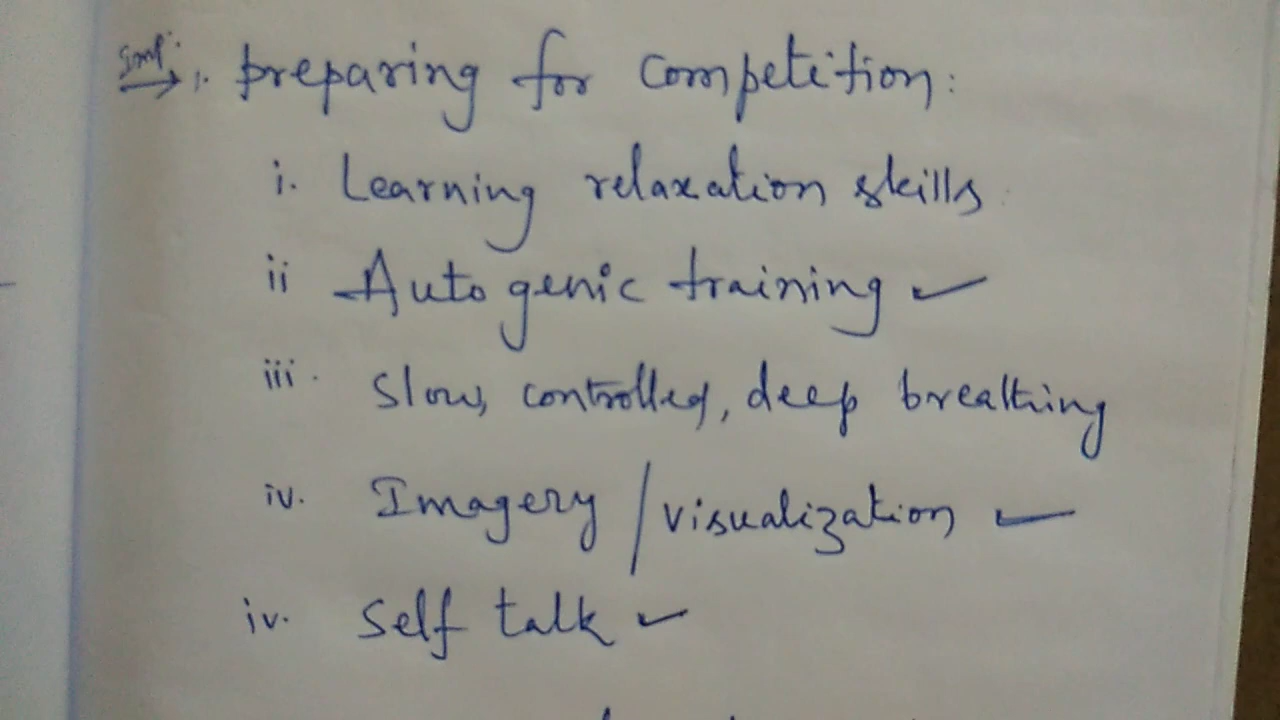 Imp. → 1. preparing for competition:
i. Learning relaxation skills
ii Autogenic training ✓
iii. Slow, controlled, deep breathing
iv. Imagery / visualization ✓
iv. Self talk ✓